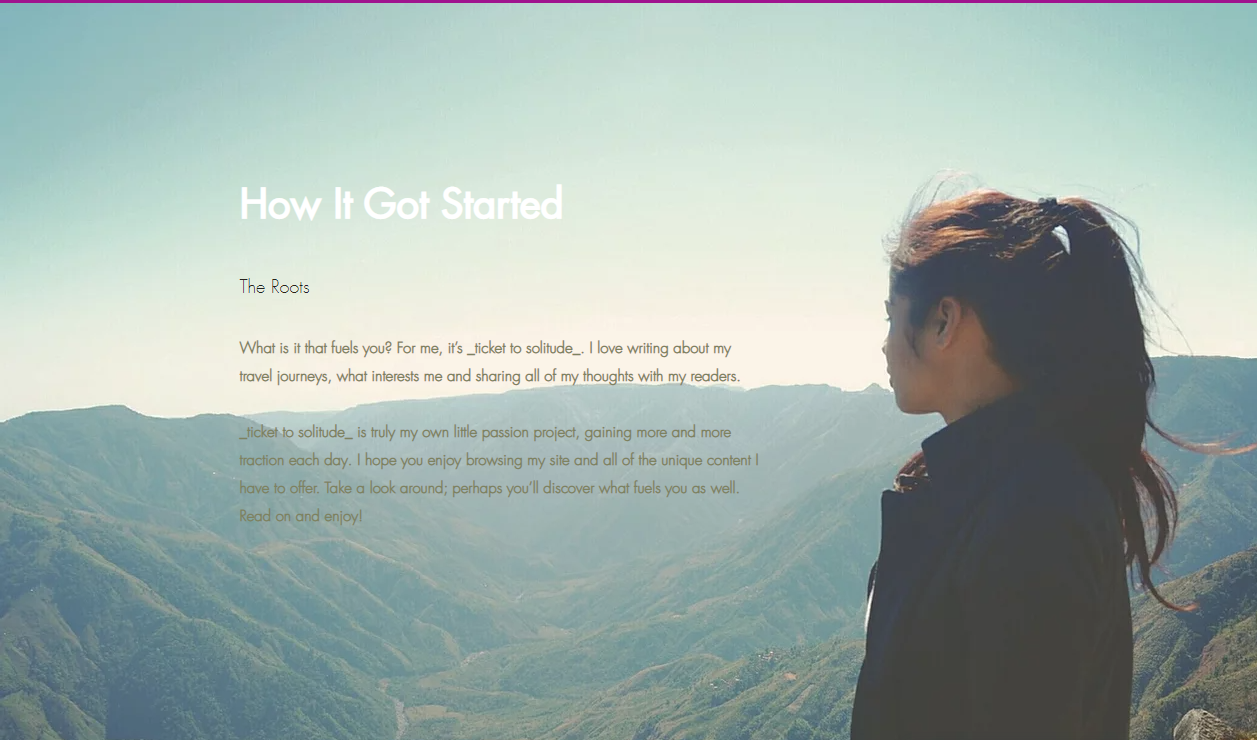 How It Got Started
The Roots
What is it that fuels you? For me, it’s _ticket to solitude_. I love writing about my
travel journeys, what interests me and sharing all of my thoughts with my readers.
_ticket to solitude_ is truly my own little passion project, gaining more and more
traction each day. I hope you enjoy browsing my site and all of the unique content I
have to offer. Take a look around; perhaps you’ll discover what fuels you as well.
Read on and enjoy!